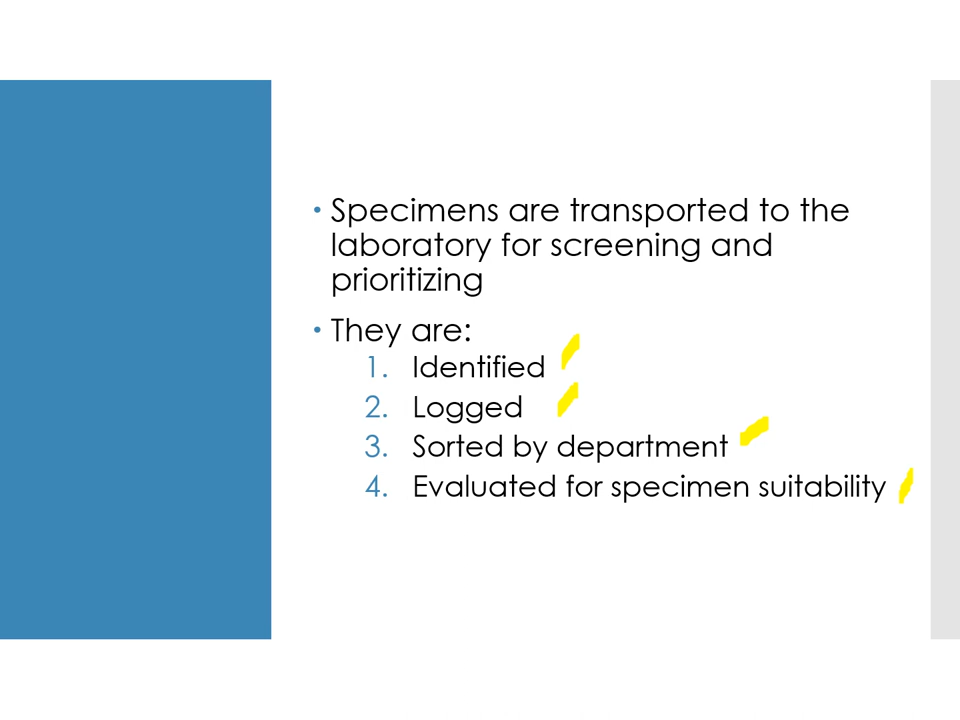 • Specimens are transported to the
laboratory for screening and
prioritizing
• They are:
1. Identified
2. Logged
3. Sorted by department
4. Evaluated for specimen suitability